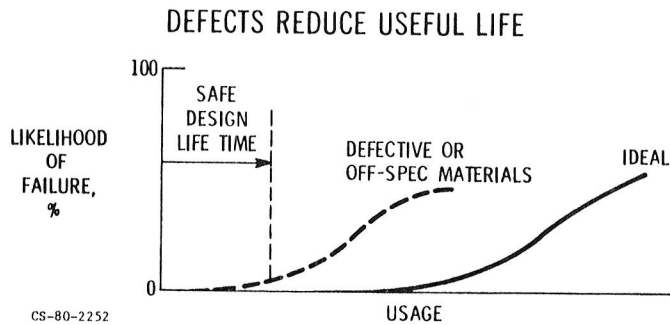 DEFECTS REDUCE USEFUL LIFE
100
SAFE
DESIGN
LIFE TIME
LIKELIHOOD
OF
FAILURE,
%
DEFECTIVE OR
OFF-SPEC MATERIALS
IDEAL
0
USAGE
CS-80-2252